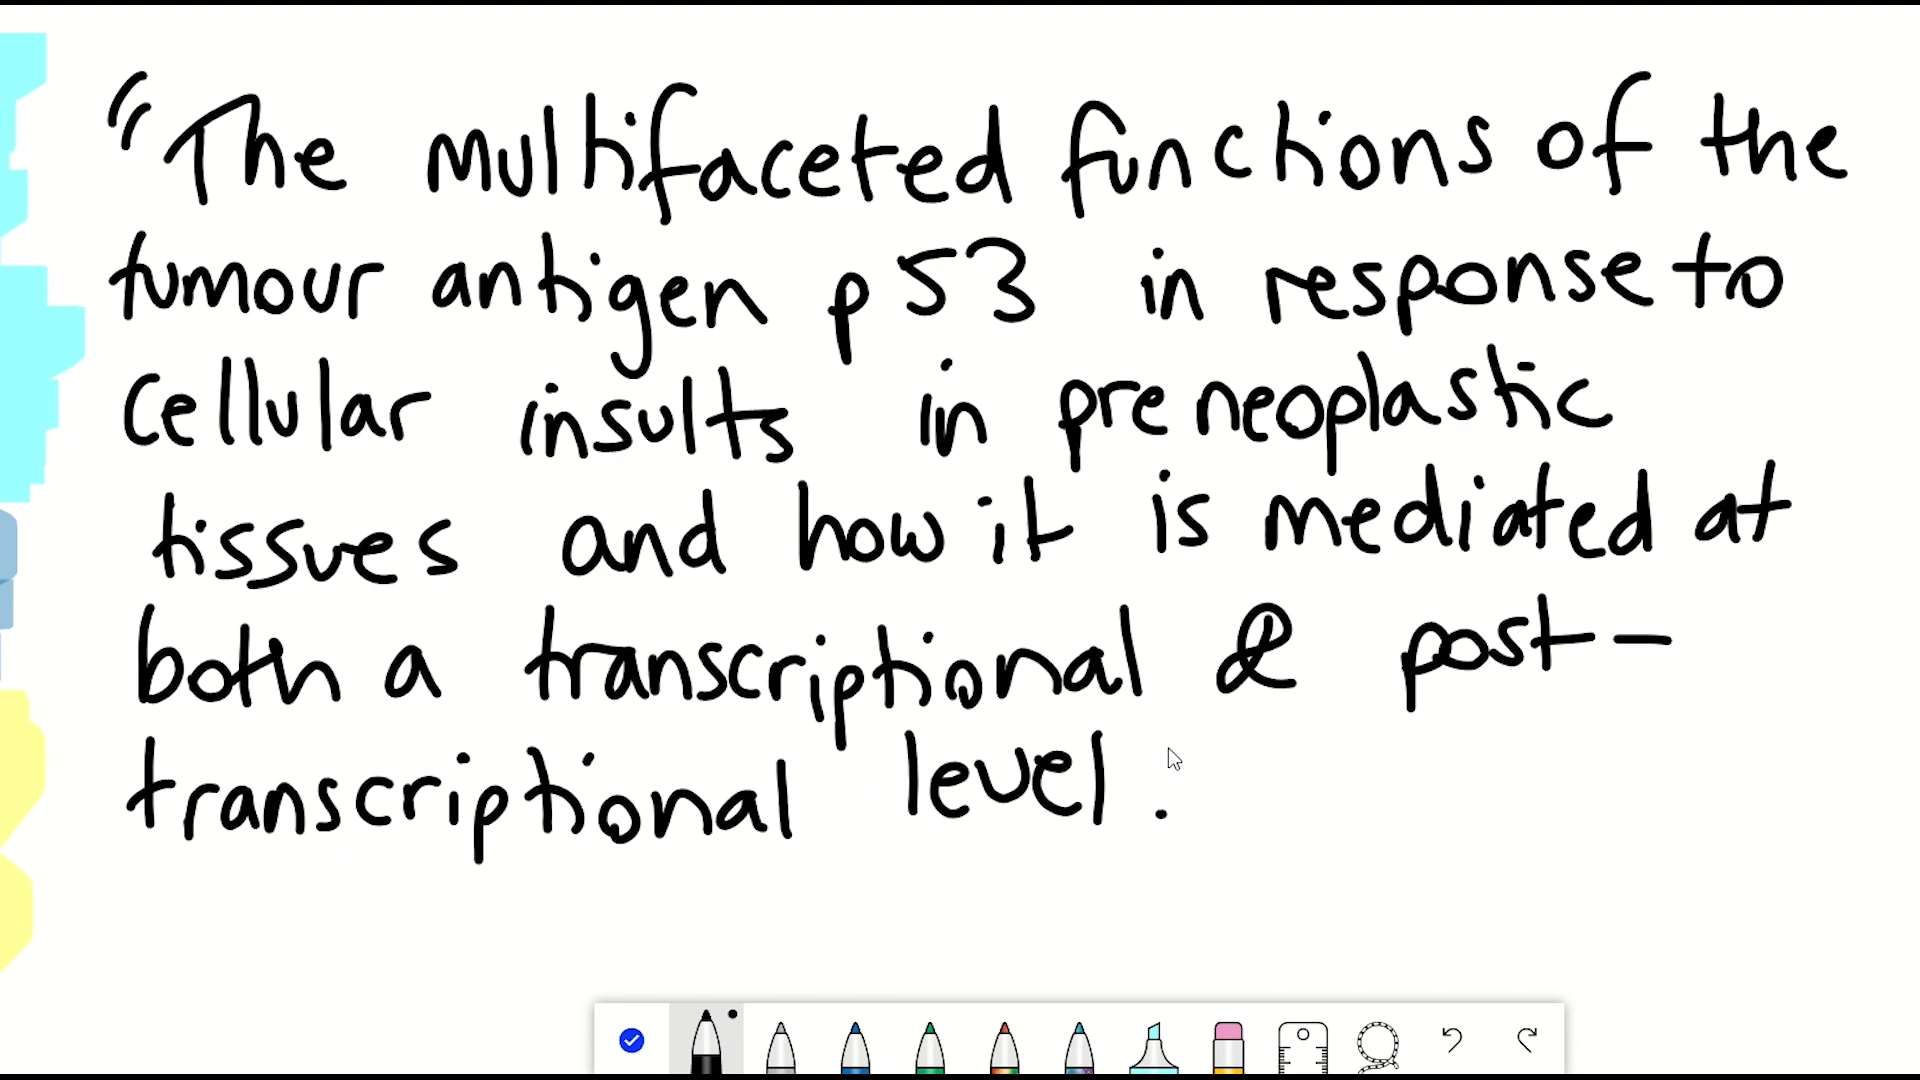 "The multifaceted functions of the
tumour antigen p53 in response to
cellular insults in preneoplastic
tissues and how it is mediated at
both a transcriptional & post-
transcriptional level.